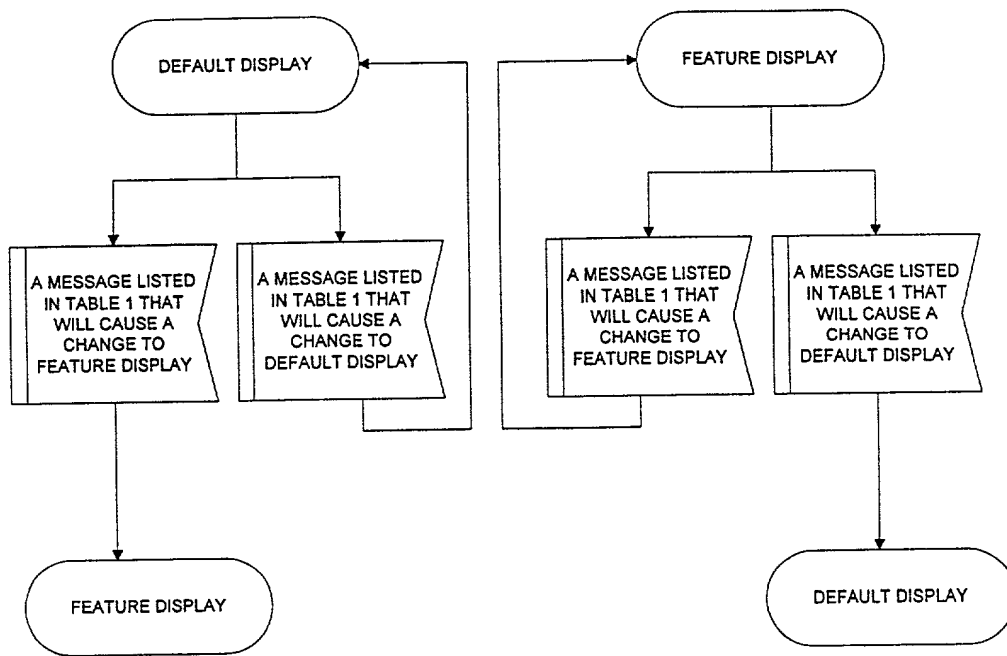 DEFAULT DISPLAY
FEATURE DISPLAY
A MESSAGE LISTED
IN TABLE 1 THAT
WILL CAUSE A
CHANGE TO
FEATURE DISPLAY
A MESSAGE LISTED
IN TABLE 1 THAT
WILL CAUSE A
CHANGE TO
DEFAULT DISPLAY
A MESSAGE LISTED
IN TABLE 1 THAT
WILL CAUSE A
CHANGE TO
FEATURE DISPLAY
A MESSAGE LISTED
IN TABLE 1 THAT
WILL CAUSE A
CHANGE TO
DEFAULT DISPLAY
FEATURE DISPLAY
DEFAULT DISPLAY